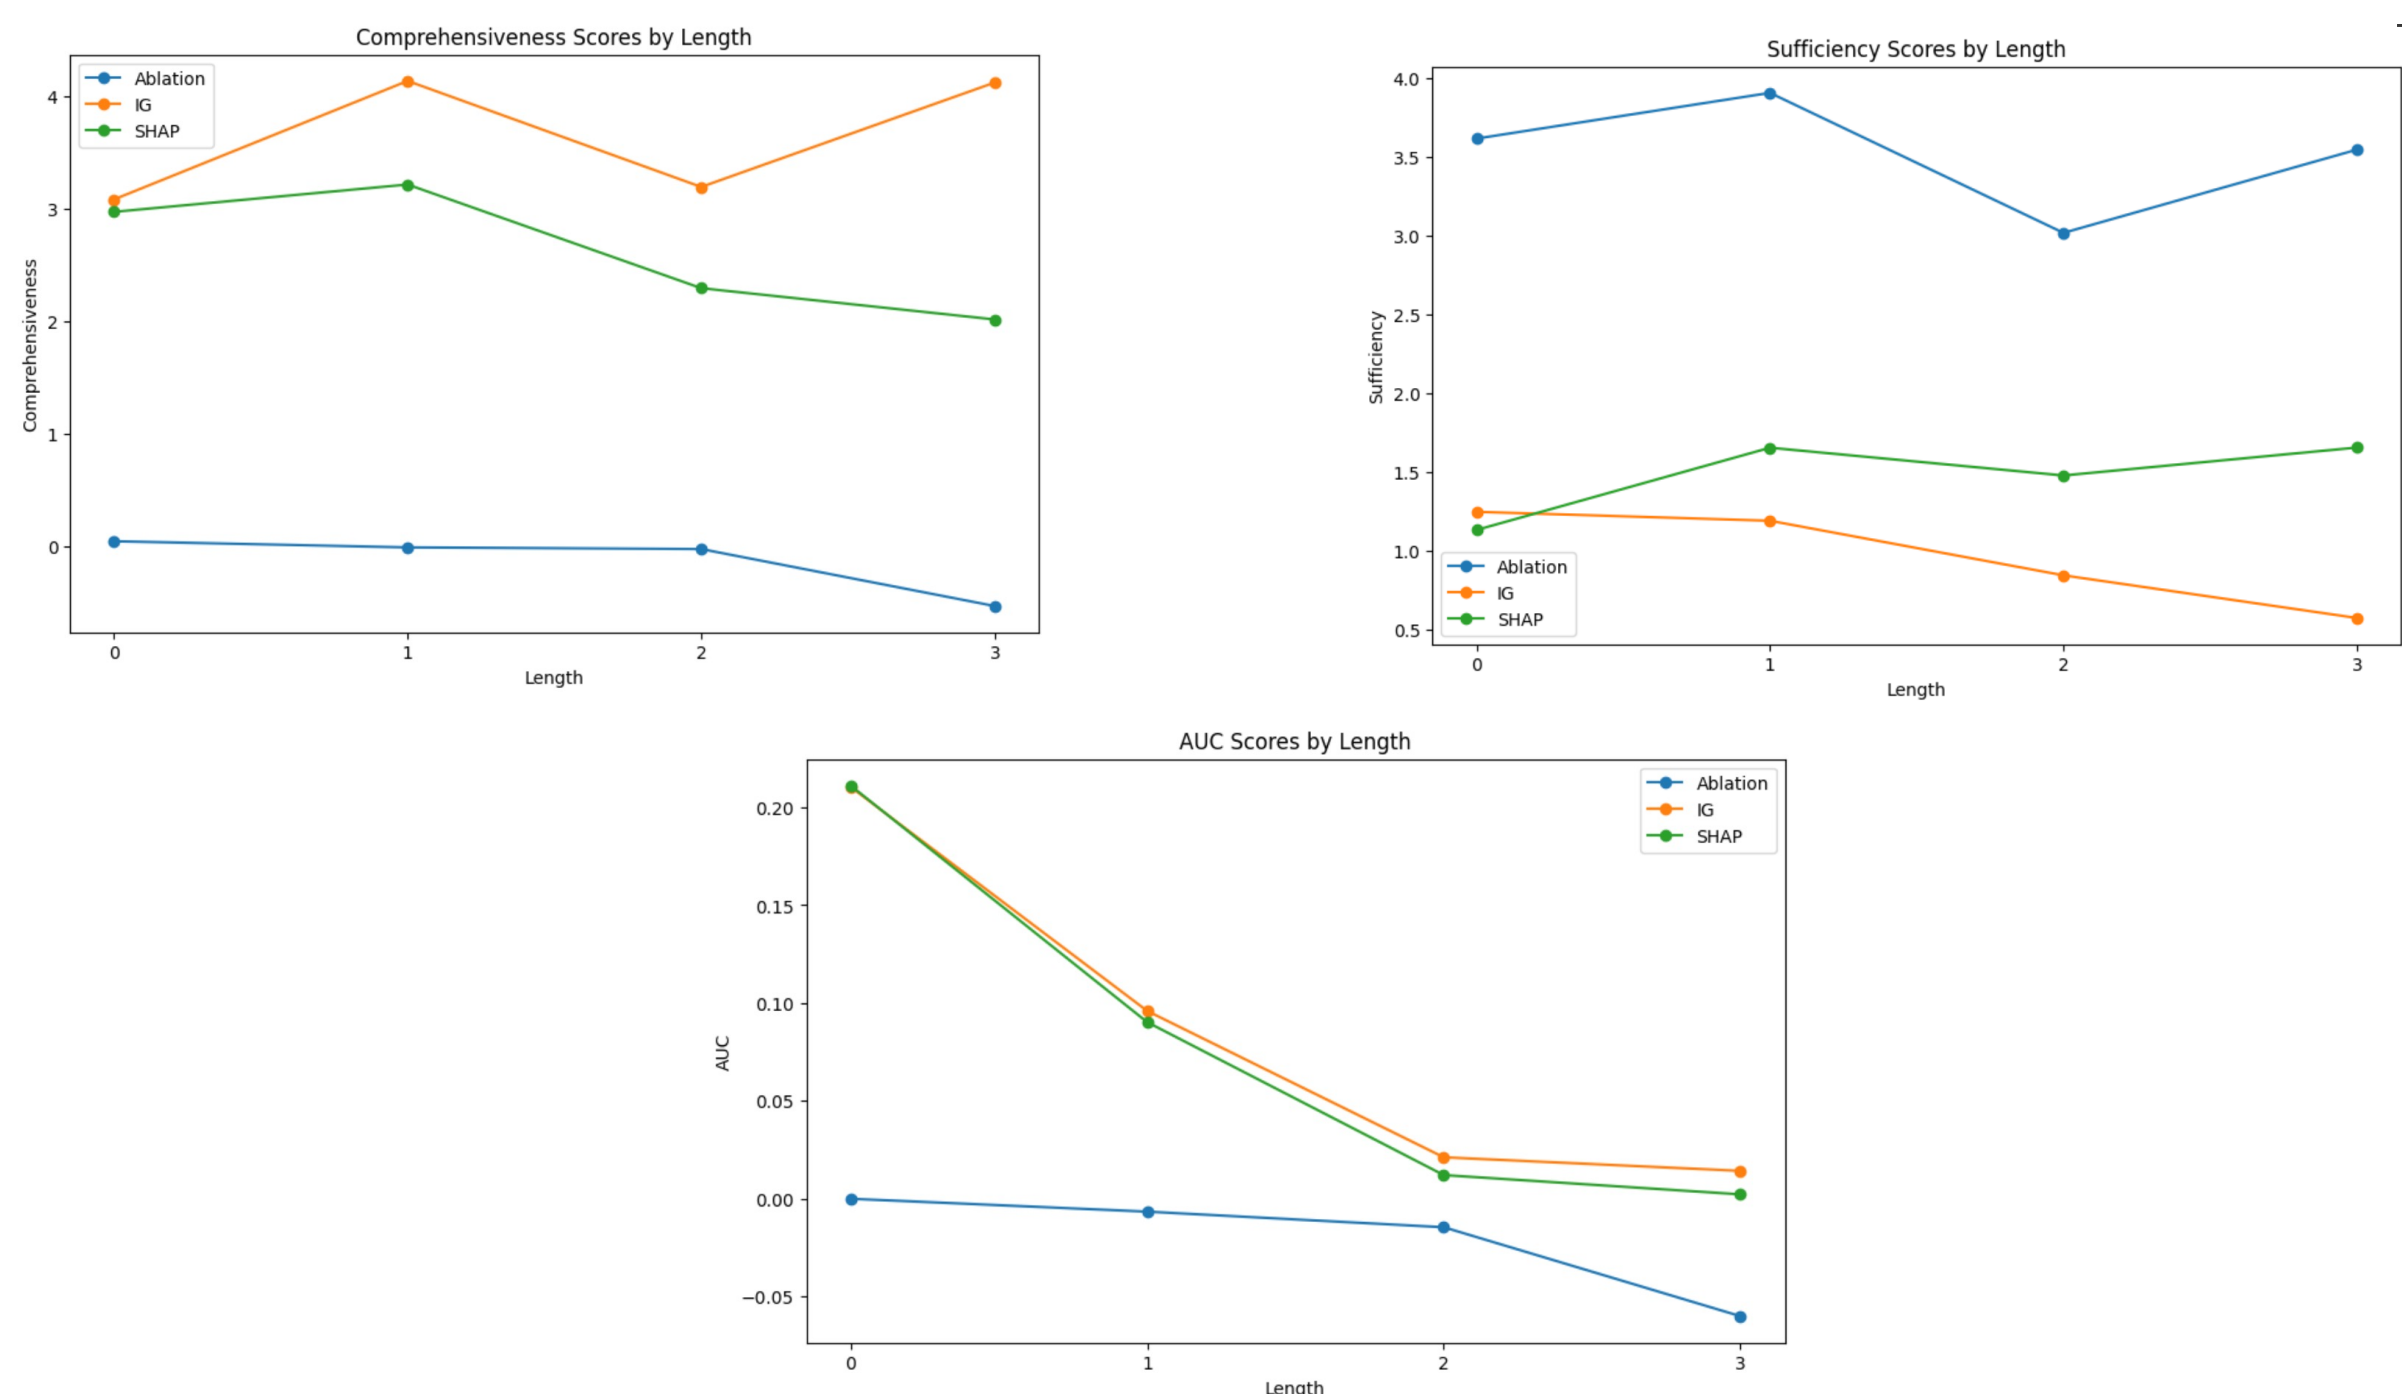 Comprehensiveness Scores by Length
Ablation
IG
SHAP
4
3
2
1
0
Comprehensiveness
0 1 2 3
Length
Sufficiency Scores by Length
4.0
3.5
3.0
2.5
2.0
1.5
1.0
0.5
Sufficiency
Ablation
IG
SHAP
0 1 2 3
Length
AUC Scores by Length
Ablation
IG
SHAP
0.20
0.15
0.10
0.05
0.00
−0.05
AUC
0 1 2 3
Length